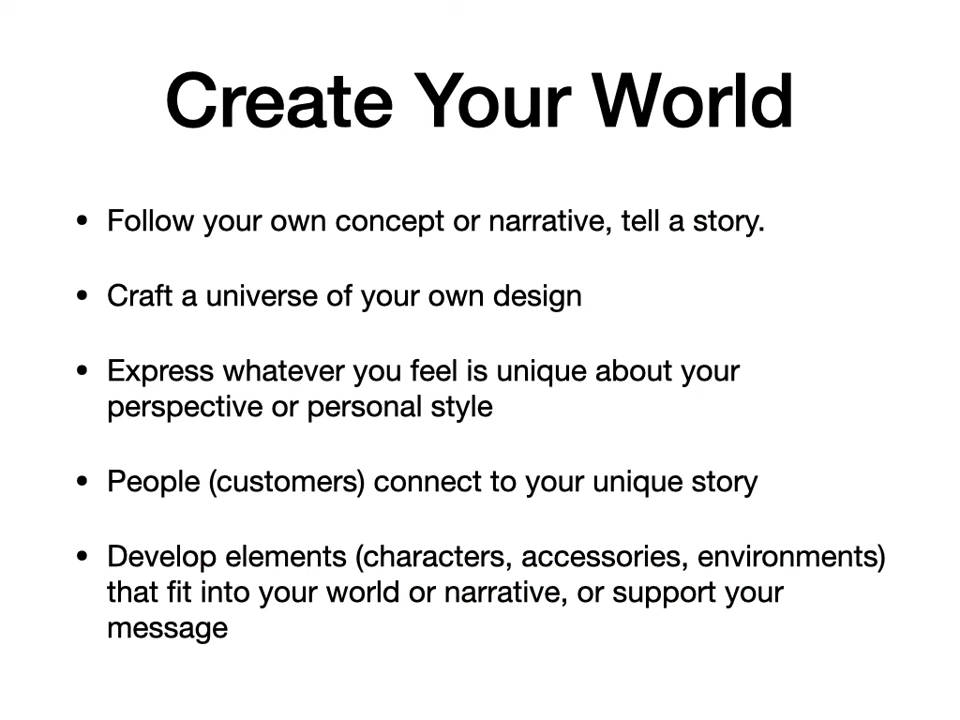 Create Your World
• Follow your own concept or narrative, tell a story.
• Craft a universe of your own design
• Express whatever you feel is unique about your
perspective or personal style
• People (customers) connect to your unique story
• Develop elements (characters, accessories, environments)
that fit into your world or narrative, or support your
message